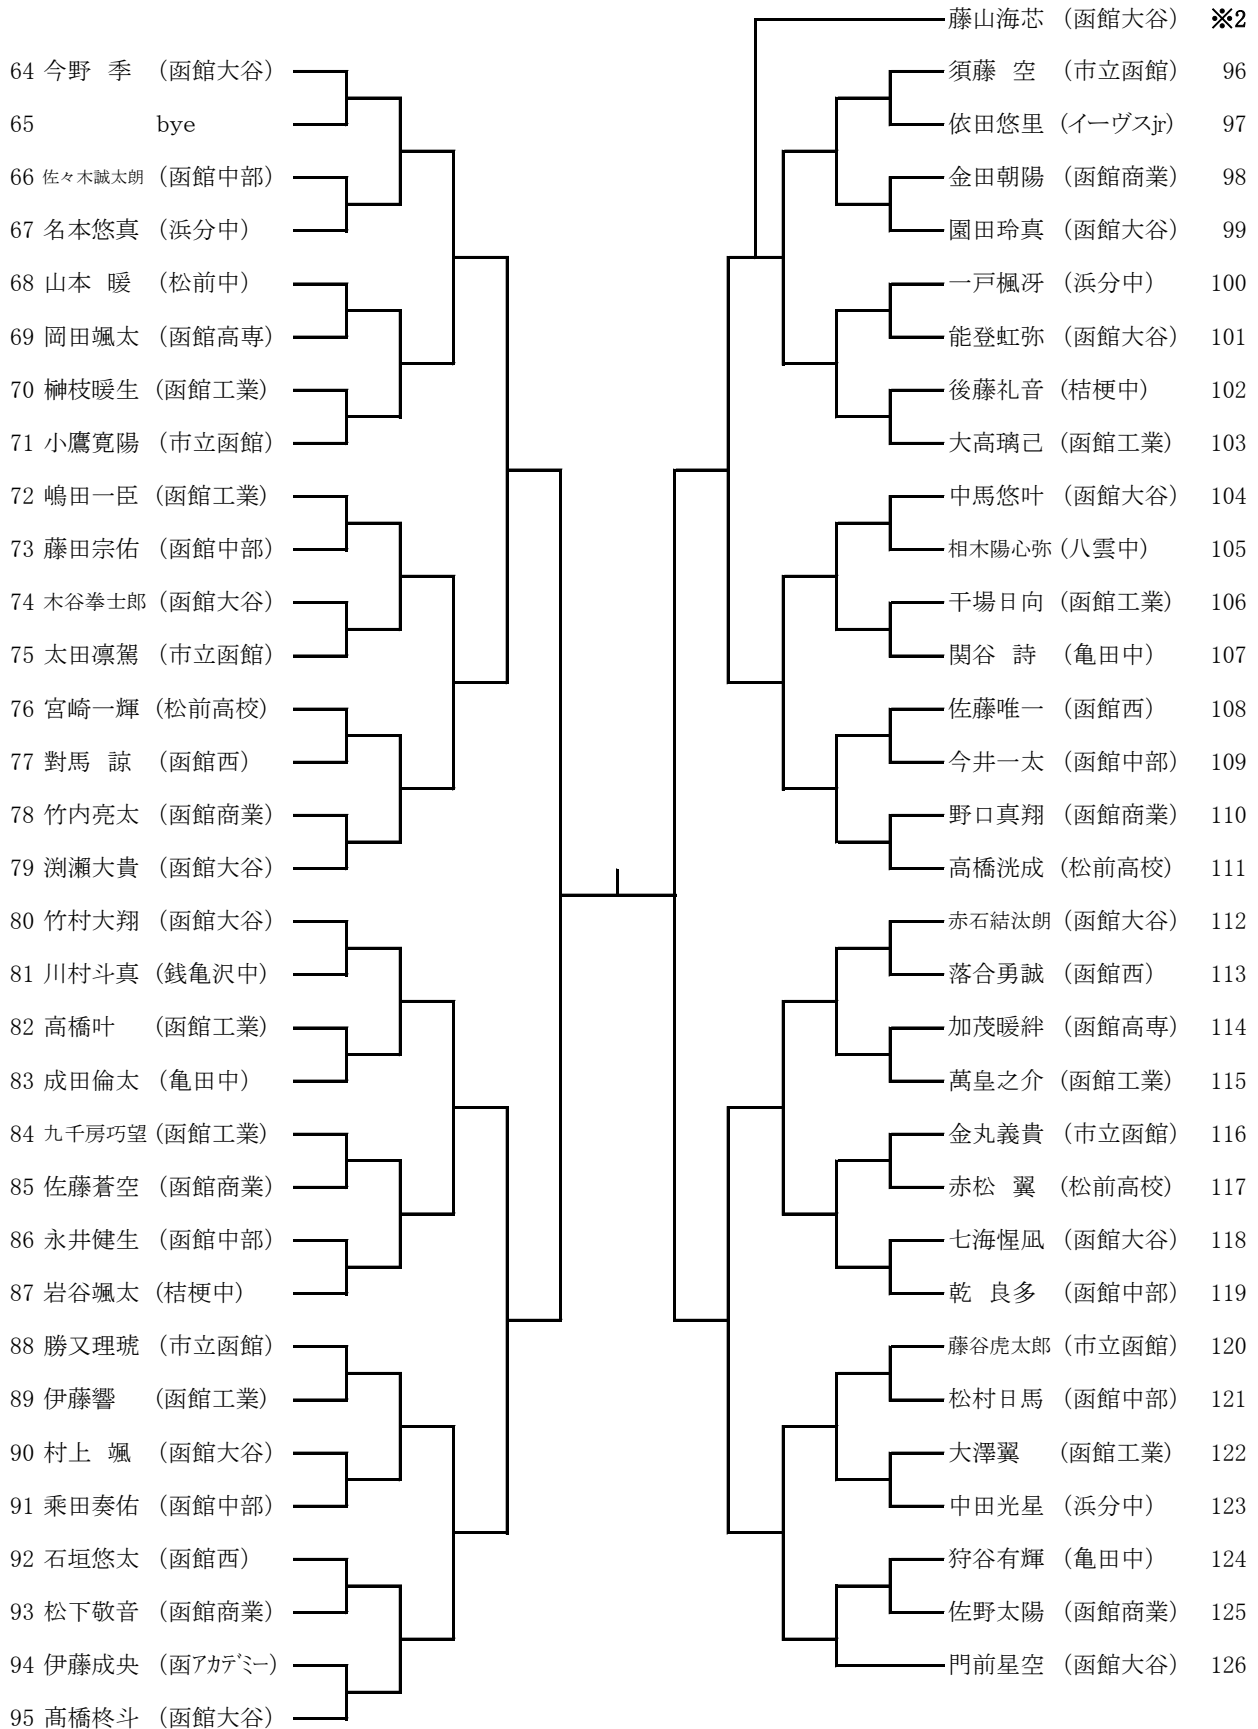 藤山海芯 (函館大谷) ※2
64 今野 季 (函館大谷)
65 bye
66 佐々木誠太朗 (函館中部)
67 名本悠真 (浜分中)
68 山本 暖 (松前中)
69 岡田颯太 (函館高専)
70 榊枝暖生 (函館工業)
71 小鷹寛陽 (市立函館)
72 嶋田一臣 (函館工業)
73 藤田宗佑 (函館中部)
74 木谷拳士郎 (函館大谷)
75 太田凛駕 (市立函館)
76 宮崎一輝 (松前高校)
77 對馬 諒 (函館西)
78 竹内亮太 (函館商業)
79 渕瀬大貴 (函館大谷)
80 竹村大翔 (函館大谷)
81 川村斗真 (銭亀沢中)
82 高橋叶 (函館工業)
83 成田倫太 (亀田中)
84 九千房巧望 (函館工業)
85 佐藤蒼空 (函館商業)
86 永井健生 (函館中部)
87 岩谷颯太 (桔梗中)
88 勝又理琥 (市立函館)
89 伊藤響 (函館工業)
90 村上 颯 (函館大谷)
91 乗田奏佑 (函館中部)
92 石垣悠太 (函館西)
93 松下敬音 (函館商業)
94 伊藤成央 (函アカデミー)
95 髙橋柊斗 (函館大谷)
須藤 空 (市立函館) 96
依田悠里 (イーヴスjr) 97
金田朝陽 (函館商業) 98
園田玲真 (函館大谷) 99
一戸楓冴 (浜分中) 100
能登虹弥 (函館大谷) 101
後藤礼音 (桔梗中) 102
大高璃己 (函館工業) 103
中馬悠叶 (函館大谷) 104
相木陽心弥 (八雲中) 105
干場日向 (函館工業) 106
関谷 詩 (亀田中) 107
佐藤唯一 (函館西) 108
今井一太 (函館中部) 109
野口真翔 (函館商業) 110
高橋洸成 (松前高校) 111
赤石結汰朗 (函館大谷) 112
落合勇誠 (函館西) 113
加茂暖絆 (函館高専) 114
萬皇之介 (函館工業) 115
金丸義貴 (市立函館) 116
赤松 翼 (松前高校) 117
七海惺凪 (函館大谷) 118
乾 良多 (函館中部) 119
藤谷虎太郎 (市立函館) 120
松村日馬 (函館中部) 121
大澤翼 (函館工業) 122
中田光星 (浜分中) 123
狩谷有輝 (亀田中) 124
佐野太陽 (函館商業) 125
門前星空 (函館大谷) 126